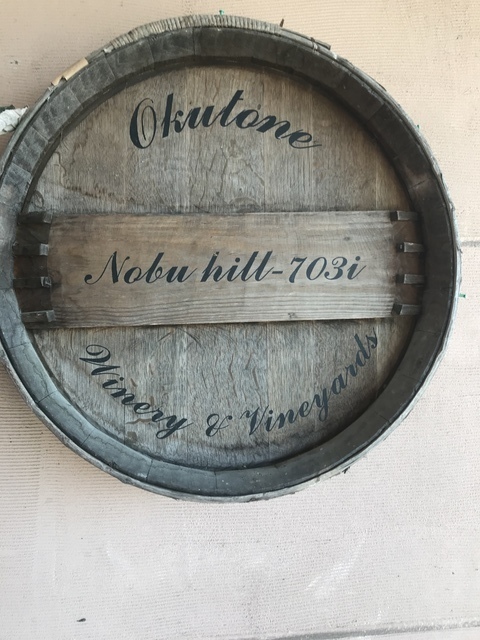 Okutone
Nobu hill-703i
Winery & Vineyards